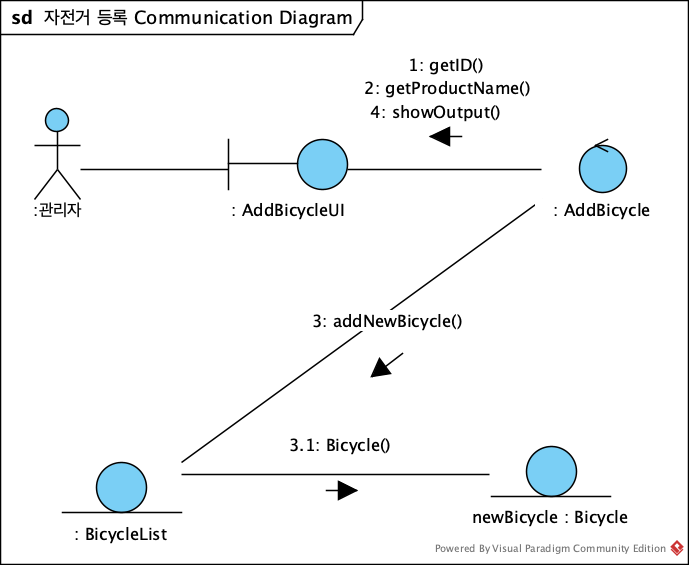 sd 자전거 등록 Communication Diagram
1: getID()
2: getProductName()
4: showOutput()
:관리자
: AddBicycleUI
: AddBicycle
3: addNewBicycle()
3.1: Bicycle()
: BicycleList
newBicycle : Bicycle
Powered By Visual Paradigm Community Edition